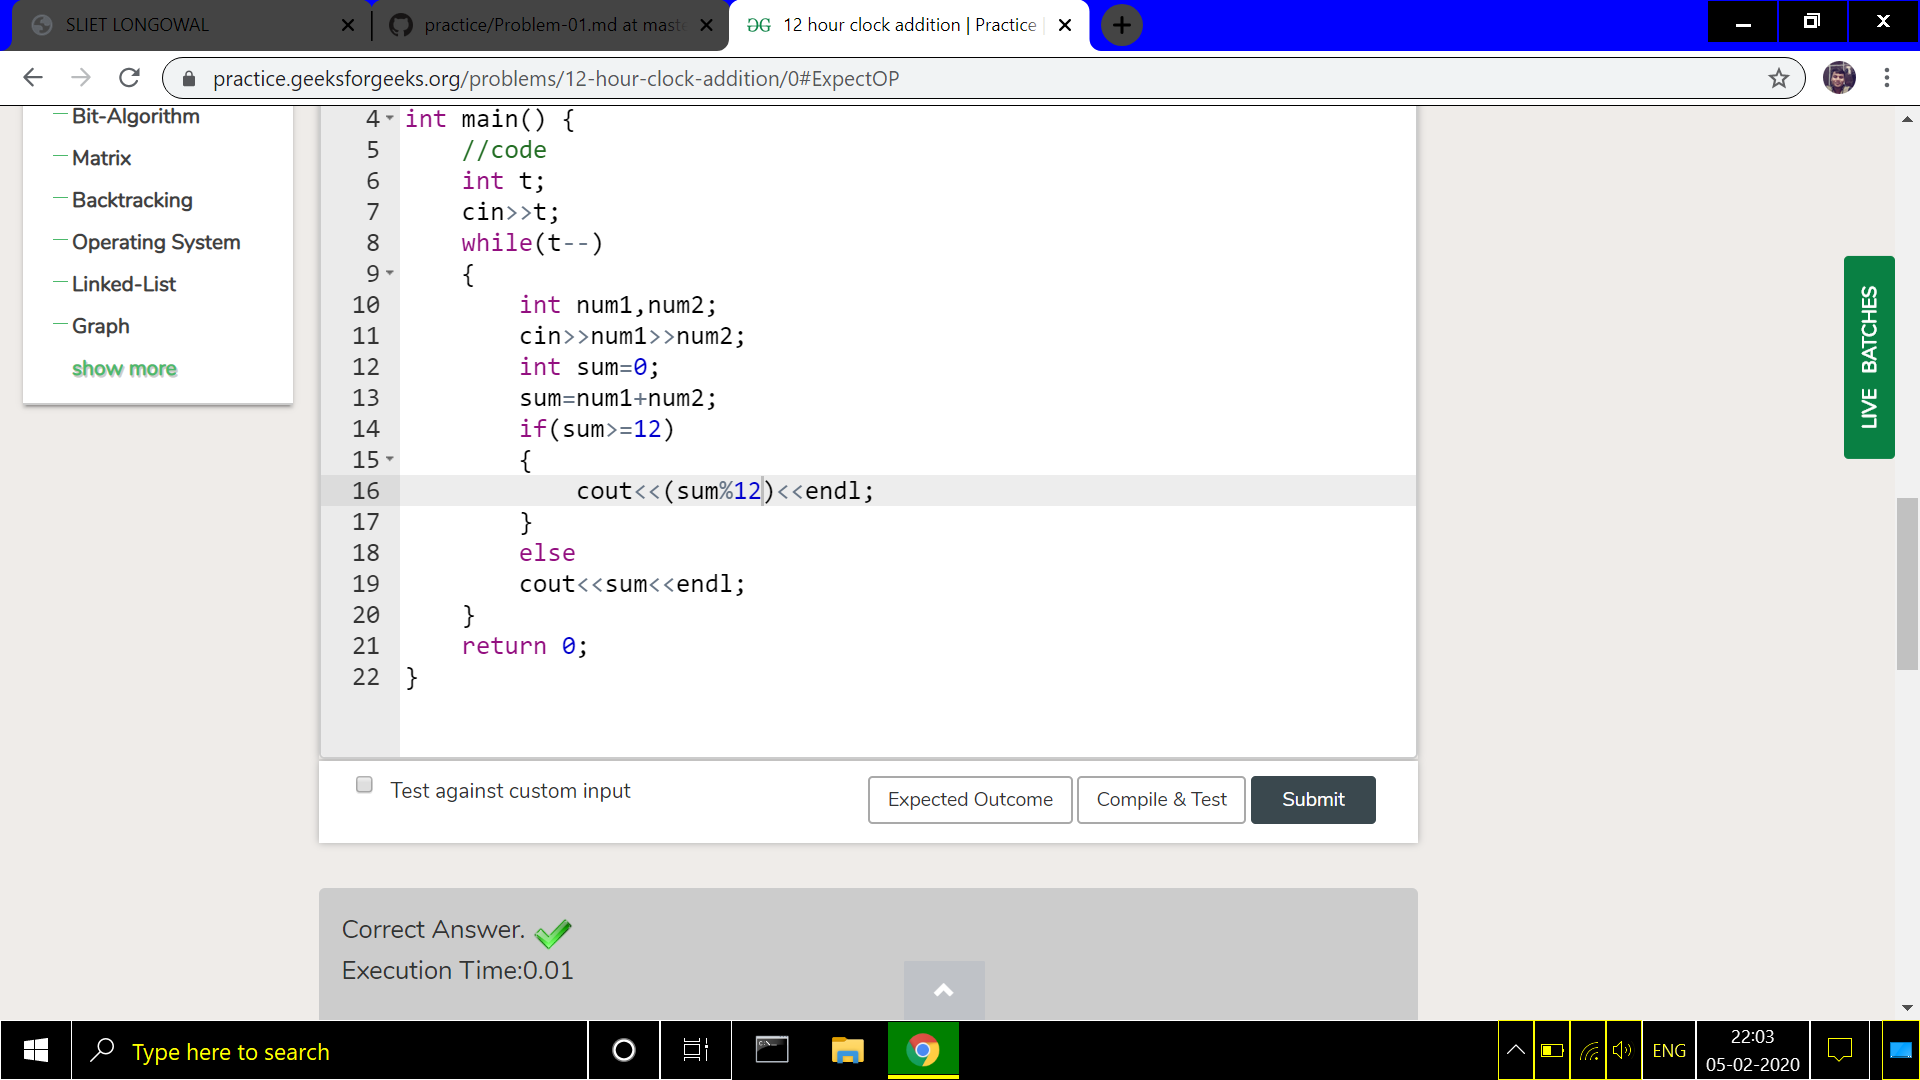 SLIET LONGOWAL
practice/Problem-01.md at mast
12 hour clock addition | Practice |
practice.geeksforgeeks.org/problems/12-hour-clock-addition/0#ExpectOP
Bit-Algorithm
Matrix
Backtracking
Operating System
Linked-List
Graph
show more
4 int main() {
5 //code
6 int t;
7 cin>>t;
8 while(t--)
9 {
10 int num1,num2;
11 cin>>num1>>num2;
12 int sum=0;
13 sum=num1+num2;
14 if(sum>=12)
15 {
16 cout<<(sum%12)<<endl;
17 }
18 else
19 cout<<sum<<endl;
20 }
21 return 0;
22 }
LIVE BATCHES
Test against custom input
Expected Outcome
Compile & Test
Submit
Correct Answer.
Execution Time:0.01
Type here to search
ENG
22:03
05-02-2020